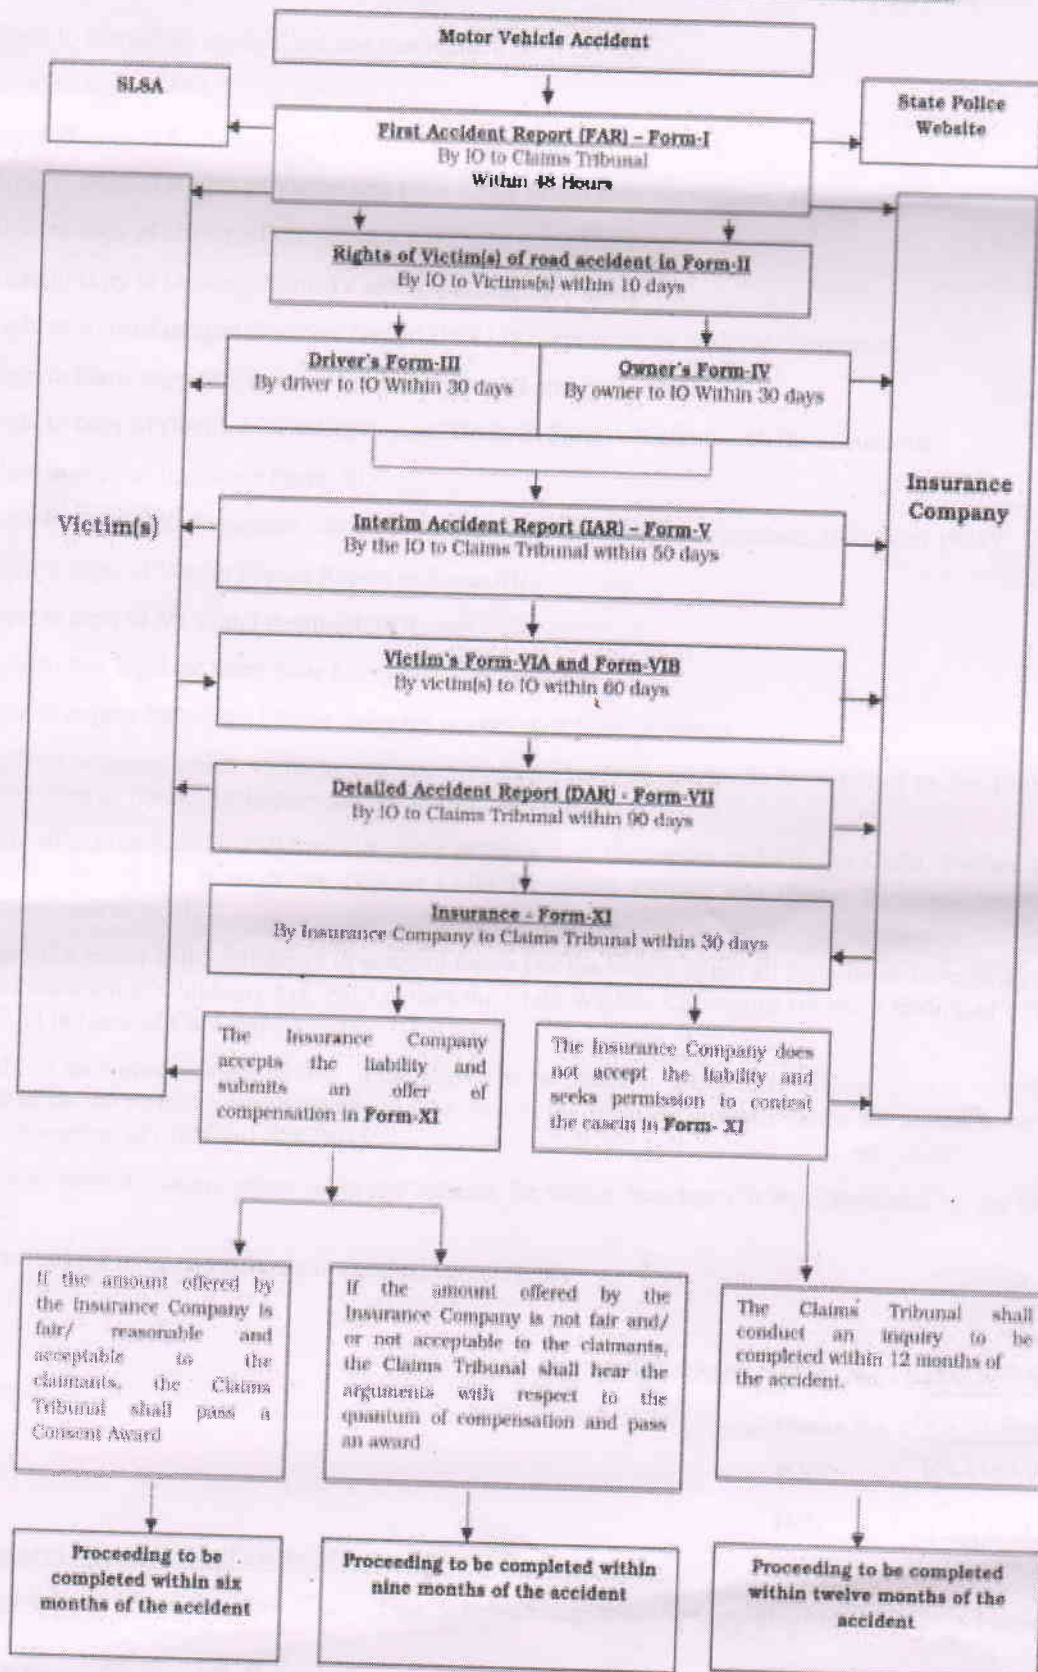 Motor Vehicle Accident
SLSA
State Police
Website
First Accident Report (FAR) – Form-I
By IO to Claims Tribunal
Within 48 Hours
Rights of Victim(s) of road accident in Form-II
By IO to Victims(s) within 10 days
Driver's Form-III
By driver to IO Within 30 days
Owner's Form-IV
By owner to IO Within 30 days
Victim(s)
Insurance
Company
Interim Accident Report (IAR) – Form-V
By the IO to Claims Tribunal within 50 days
Victim's Form-VIA and Form-VIB
By victim(s) to IO within 60 days
Detailed Accident Report (DAR) - Form-VII
By IO to Claims Tribunal within 90 days
Insurance - Form-XI
By Insurance Company to Claims Tribunal within 30 days
The Insurance Company
accepts the liability and
submits an offer of
compensation in Form-XI
The Insurance Company does
not accept the liability and
seeks permission to contest
the casein in Form- XI
If the amount offered by
the Insurance Company is
fair/ reasonable and
acceptable to the
claimants, the Claims
Tribunal shall pass a
Consent Award
If the amount offered by the
Insurance Company is not fair and/
or not acceptable to the claimants,
the Claims Tribunal shall hear the
arguments with respect to the
quantum of compensation and pass
an award
The Claims Tribunal shall
conduct an inquiry to be
completed within 12 months of
the accident.
Proceeding to be
completed within six
months of the accident
Proceeding to be completed within
nine months of the accident
Proceeding to be completed
within twelve months of the
accident